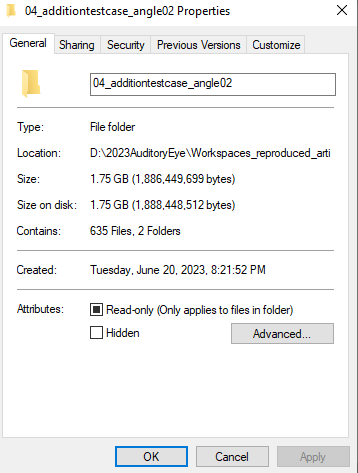 04_additiontestcase_angle02 Properties
General Sharing Security Previous Versions Customize
04_additiontestcase_angle02
Type: File folder
Location: D:\2023AuditoryEye\Workspaces_reproduced_arti
Size: 1.75 GB (1,886,449,699 bytes)
Size on disk: 1.75 GB (1,888,448,512 bytes)
Contains: 635 Files, 2 Folders
Created: Tuesday, June 20, 2023, 8:21:52 PM
Attributes: Read-only (Only applies to files in folder)
Hidden Advanced...
OK Cancel Apply